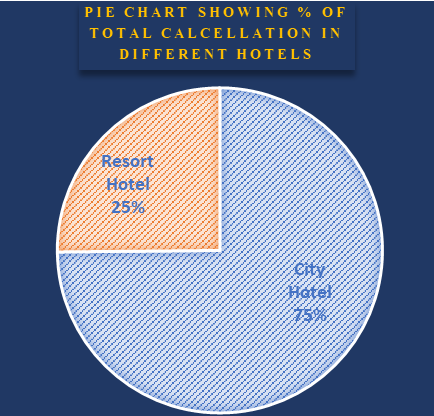 PIE CHART SHOWING % OF
TOTAL CALCELLATION IN
DIFFERENT HOTELS
Resort
Hotel
25%
City
Hotel
75%